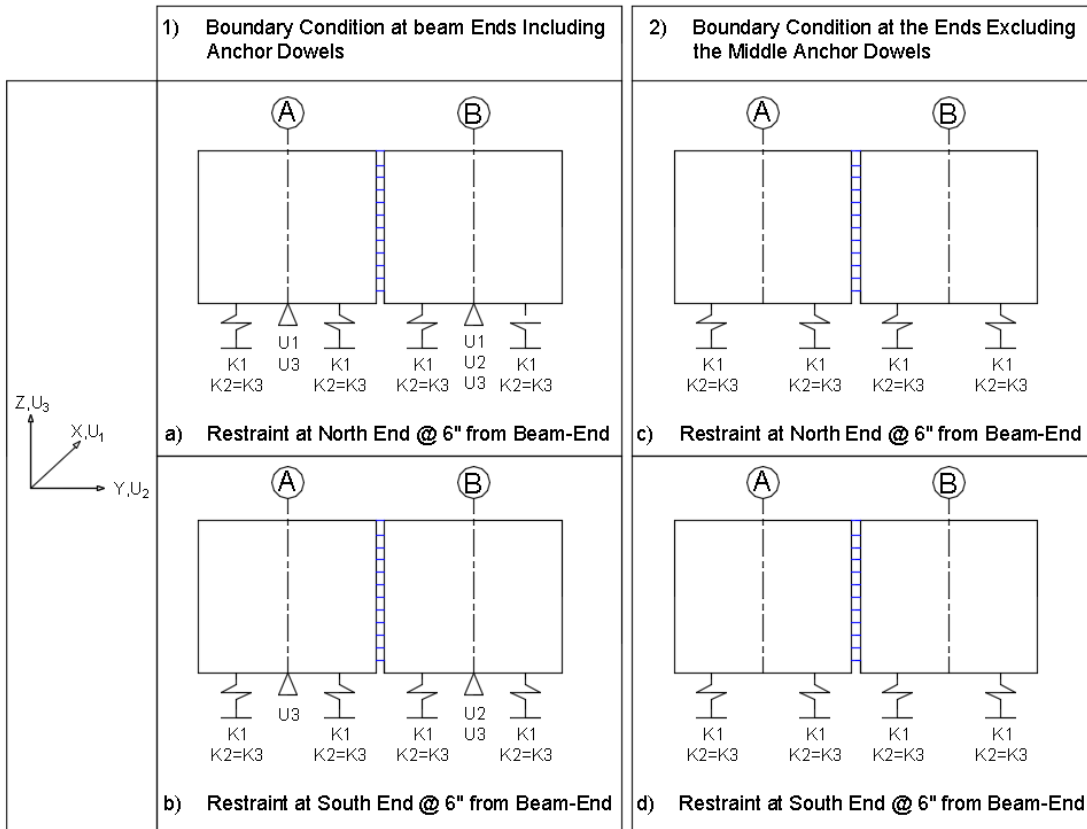 1) Boundary Condition at beam Ends Including
Anchor Dowels
2) Boundary Condition at the Ends Excluding
the Middle Anchor Dowels
A B
K1 U1 K1 K1 U1 K1
K2=K3 U3 K2=K3 K2=K3 U2 K2=K3
U3
a) Restraint at North End @ 6" from Beam-End
A B
K1 K1 K1 K1
K2=K3 K2=K3 K2=K3 K2=K3
c) Restraint at North End @ 6" from Beam-End
Z,U3
X,U1
Y,U2
A B
K1 U3 K1 K1 U2 K1
K2=K3 K2=K3 K2=K3 U3 K2=K3
b) Restraint at South End @ 6" from Beam-End
A B
K1 K1 K1 K1
K2=K3 K2=K3 K2=K3 K2=K3
d) Restraint at South End @ 6" from Beam-End